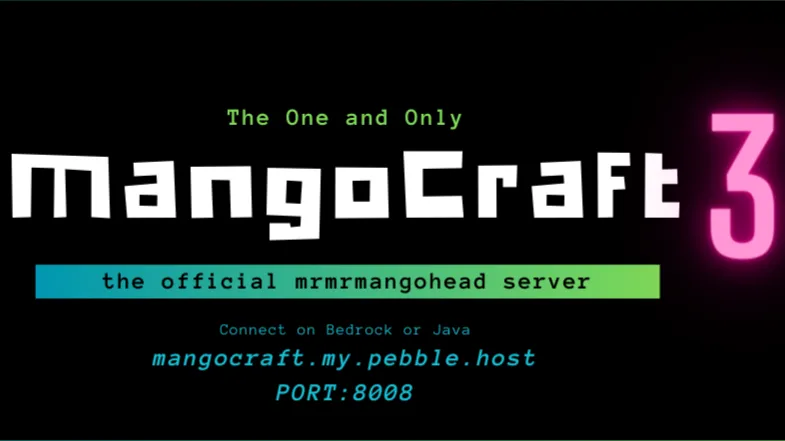 The One and Only
mangoCraft 3
the official mrmrmangohead server
Connect on Bedrock or Java
mangocraft.my.pebble.host
PORT:8008